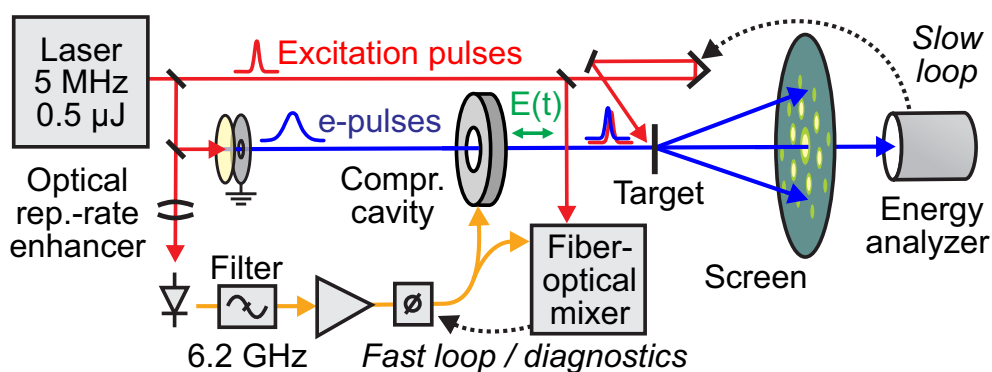 Laser
5 MHz
0.5 µJ
Excitation pulses
e-pulses
E(t)
Slow
loop
Compr.
cavity
Target
Optical
rep.-rate
enhancer
Energy
analyzer
Screen
Filter
Fiber-
optical
mixer
ø
6.2 GHz
Fast loop / diagnostics